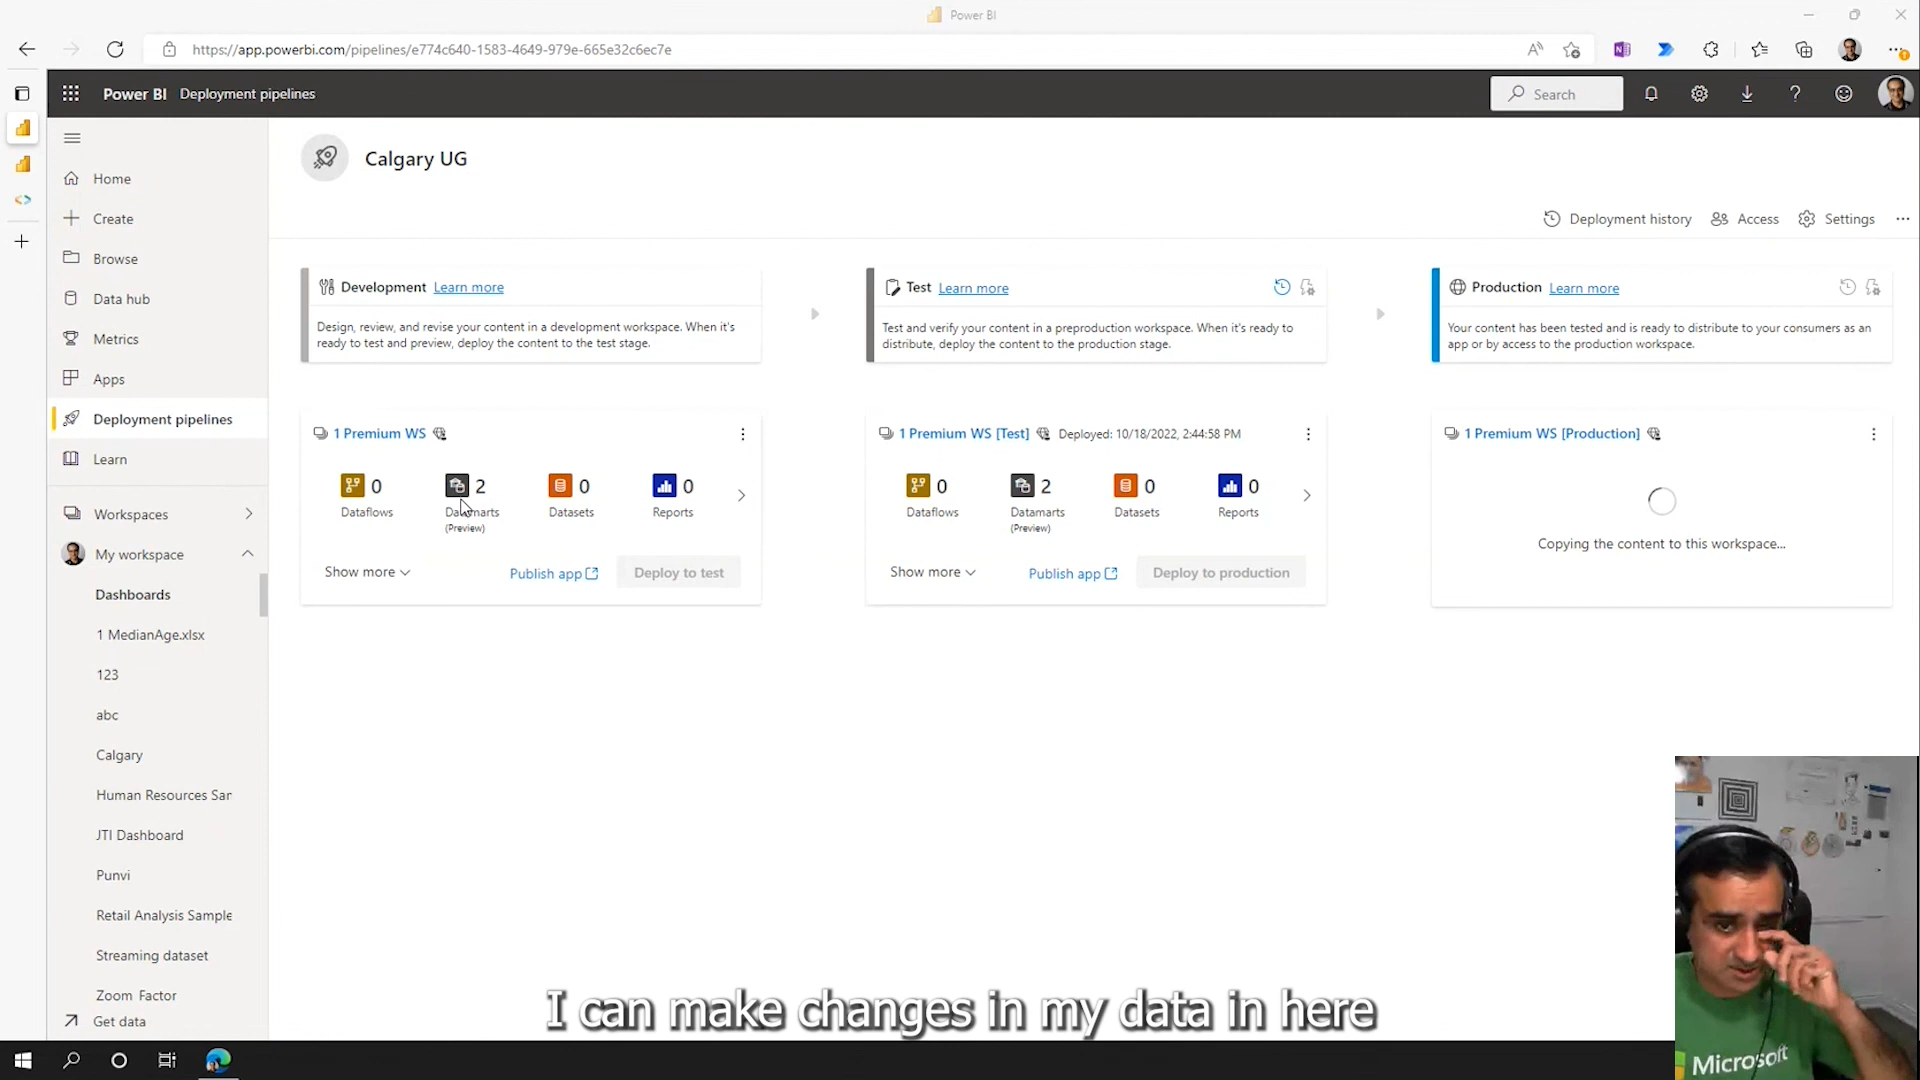 Power BI
https://app.powerbi.com/pipelines/e774c640-1583-4649-979e-665e32c6ec7e
Power BI Deployment pipelines
Search
Home
Create
Browse
Data hub
Metrics
Apps
Deployment pipelines
Learn
Workspaces
My workspace
Dashboards
1 MedianAge.xlsx
123
abc
Calgary
Human Resources Sar
JTI Dashboard
Punvi
Retail Analysis Sample
Streaming dataset
Zoom Factor
Get data
Calgary UG
Deployment history Access Settings
Development Learn more
Design, review, and revise your content in a development workspace. When it's
ready to test and preview, deploy the content to the test stage.
Test Learn more
Test and verify your content in a preproduction workspace. When it's ready to
distribute, deploy the content to the production stage.
Production Learn more
Your content has been tested and is ready to distribute to your consumers as an
app or by access to the production workspace.
1 Premium WS
0 2 0 0
Dataflows Datamarts Datasets Reports
(Preview)
Show more Publish app Deploy to test
1 Premium WS [Test] Deployed: 10/18/2022, 2:44:58 PM
0 2 0 0
Dataflows Datamarts Datasets Reports
(Preview)
Show more Publish app Deploy to production
1 Premium WS [Production]
Copying the content to this workspace...
I can make changes in my data in here
Microsoft